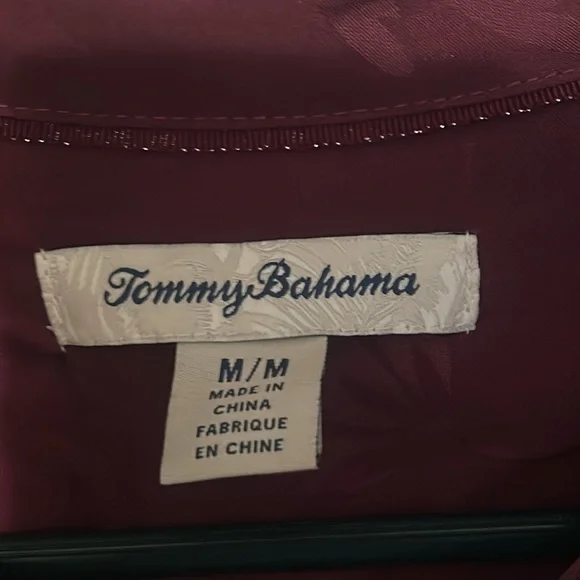 Tommy Bahama
M/M
MADE IN
CHINA
FABRIQUE
EN CHINE